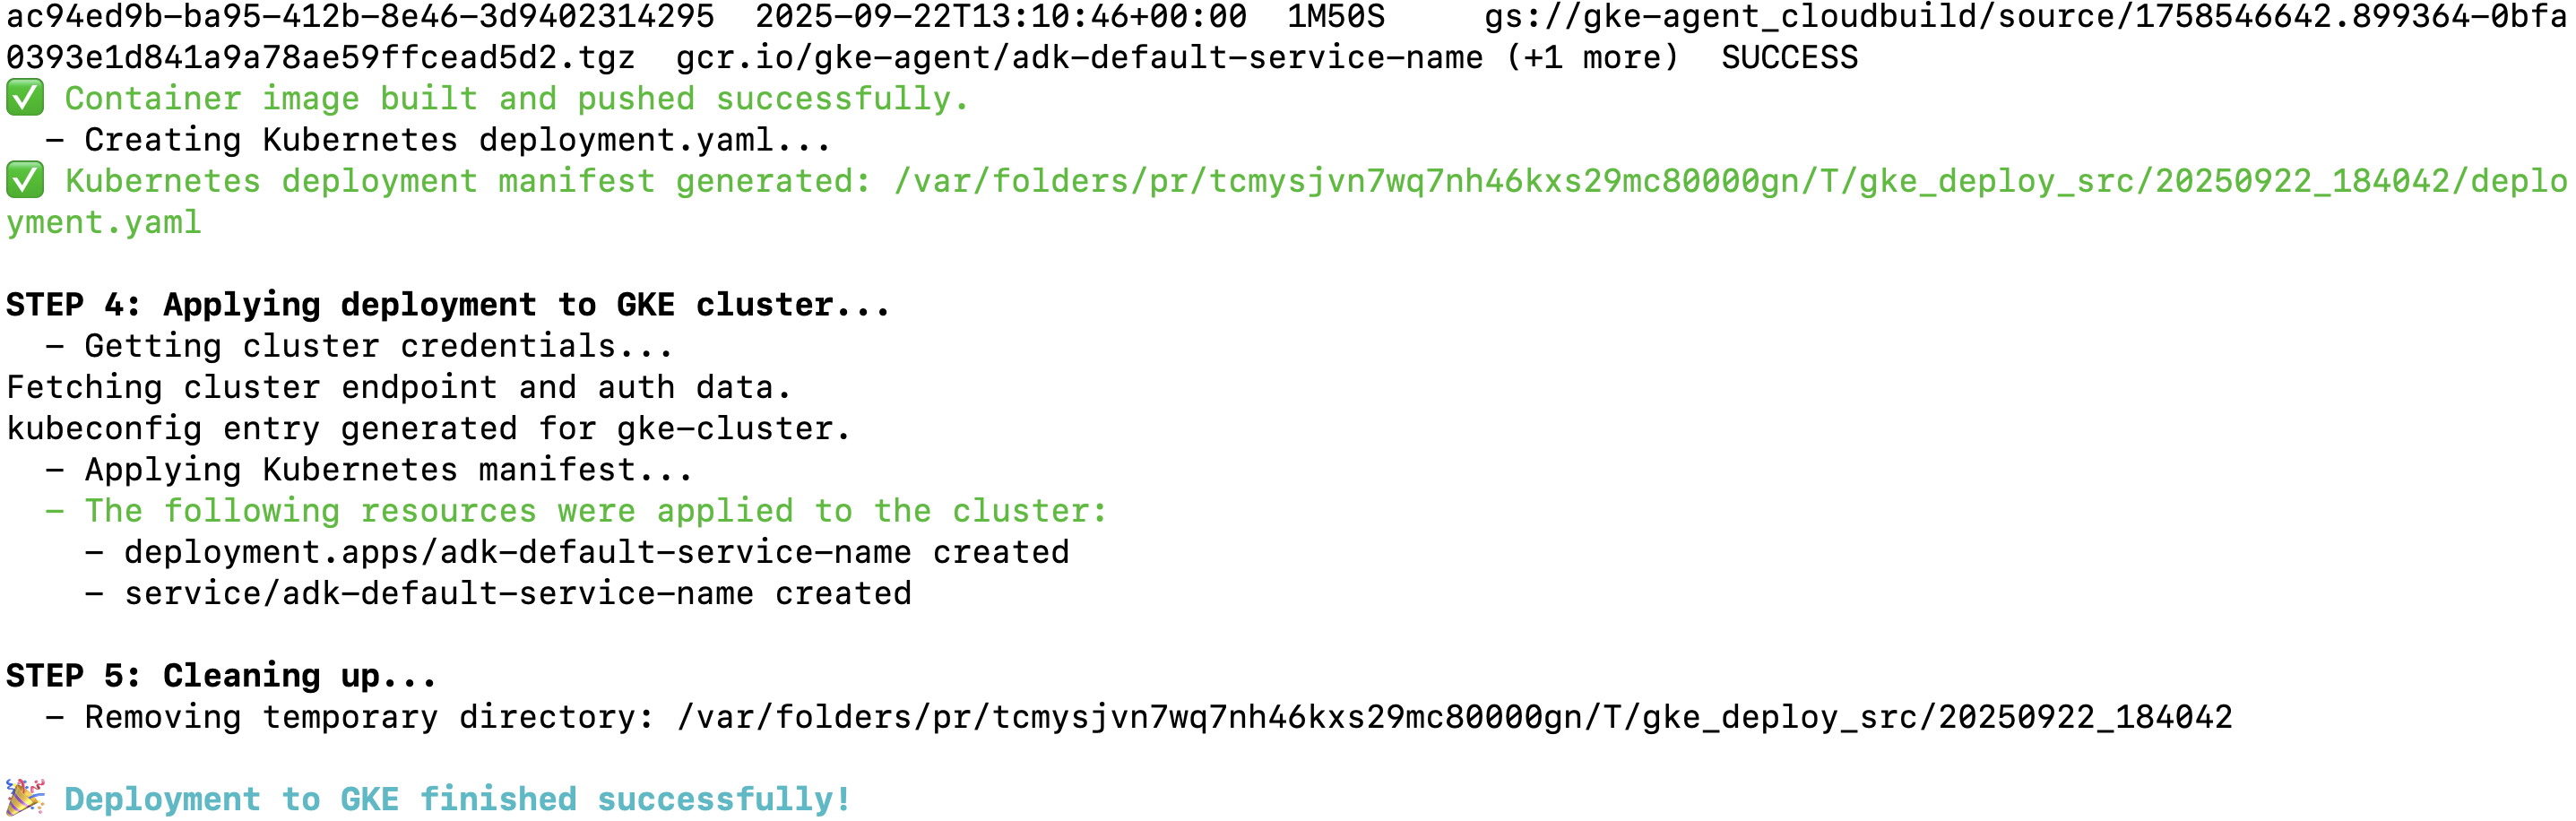 ac94ed9b-ba95-412b-8e46-3d9402314295  2025-09-22T13:10:46+00:00  1M50S     gs://gke-agent_cloudbuild/source/1758546642.899364-0bfa
0393e1d841a9a78ae59ffcead5d2.tgz  gcr.io/gke-agent/adk-default-service-name (+1 more)  SUCCESS
✅ Container image built and pushed successfully.
  - Creating Kubernetes deployment.yaml...
✅ Kubernetes deployment manifest generated: /var/folders/pr/tcmysjvn7wq7nh46kxs29mc80000gn/T/gke_deploy_src/20250922_184042/deplo
yment.yaml
STEP 4: Applying deployment to GKE cluster...
  - Getting cluster credentials...
Fetching cluster endpoint and auth data.
kubeconfig entry generated for gke-cluster.
  - Applying Kubernetes manifest...
  - The following resources were applied to the cluster:
    - deployment.apps/adk-default-service-name created
    - service/adk-default-service-name created
STEP 5: Cleaning up...
  - Removing temporary directory: /var/folders/pr/tcmysjvn7wq7nh46kxs29mc80000gn/T/gke_deploy_src/20250922_184042
🎉 Deployment to GKE finished successfully!